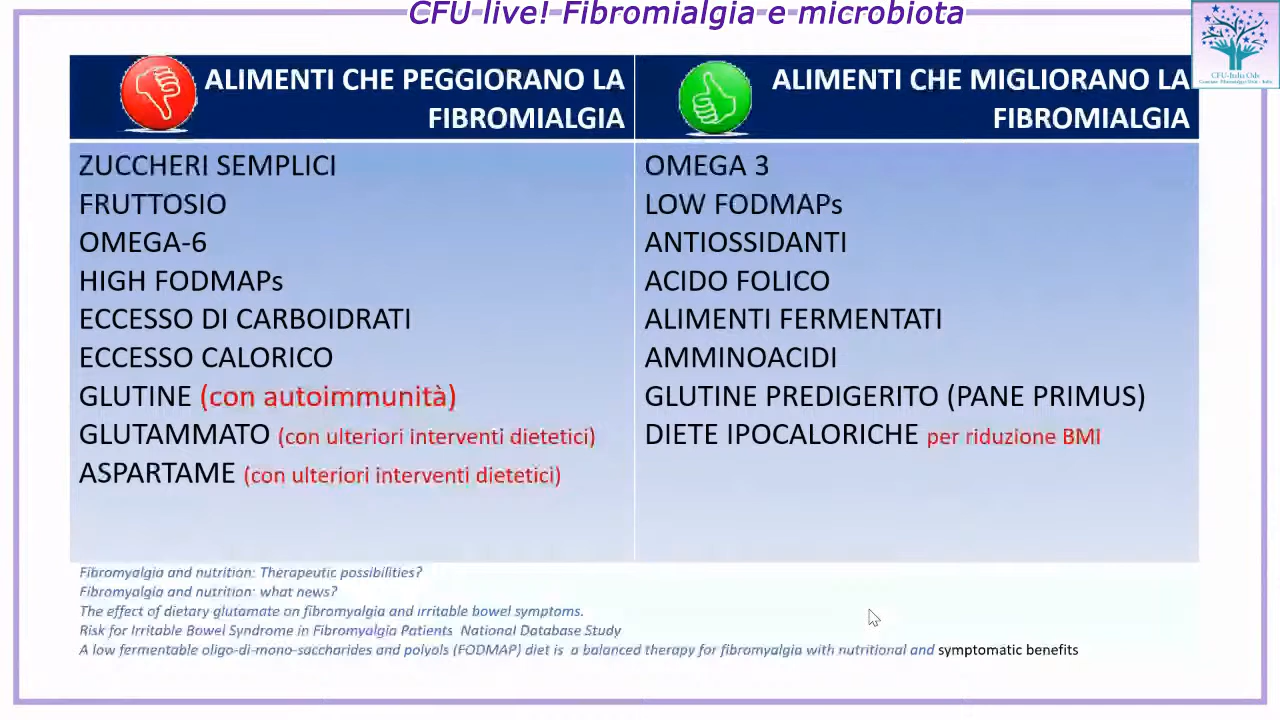 CFU live! Fibromialgia e microbiota
CFU-Italia Odv
ALIMENTI CHE PEGGIORANO LA
FIBROMIALGIA
ALIMENTI CHE MIGLIORANO LA
FIBROMIALGIA
ZUCCHERI SEMPLICI
FRUTTOSIO
OMEGA-6
HIGH FODMAPs
ECCESSO DI CARBOIDRATI
ECCESSO CALORICO
GLUTINE (con autoimmunità)
GLUTAMMATO (con ulteriori interventi dietetici)
ASPARTAME (con ulteriori interventi dietetici)
OMEGA 3
LOW FODMAPs
ANTIOSSIDANTI
ACIDO FOLICO
ALIMENTI FERMENTATI
AMMINOACIDI
GLUTINE PREDIGERITO (PANE PRIMUS)
DIETE IPOCALORICHE per riduzione BMI
Fibromyalgia and nutrition: Therapeutic possibilities?
Fibromyalgia and nutrition: what news?
The effect of dietary glutamate on fibromyalgia and irritable bowel symptoms.
Risk for Irritable Bowel Syndrome in Fibromyalgia Patients National Database Study
A low fermentable oligo-di-mono-saccharides and polyols (FODMAP) diet is a balanced therapy for fibromyalgia with nutritional and symptomatic benefits